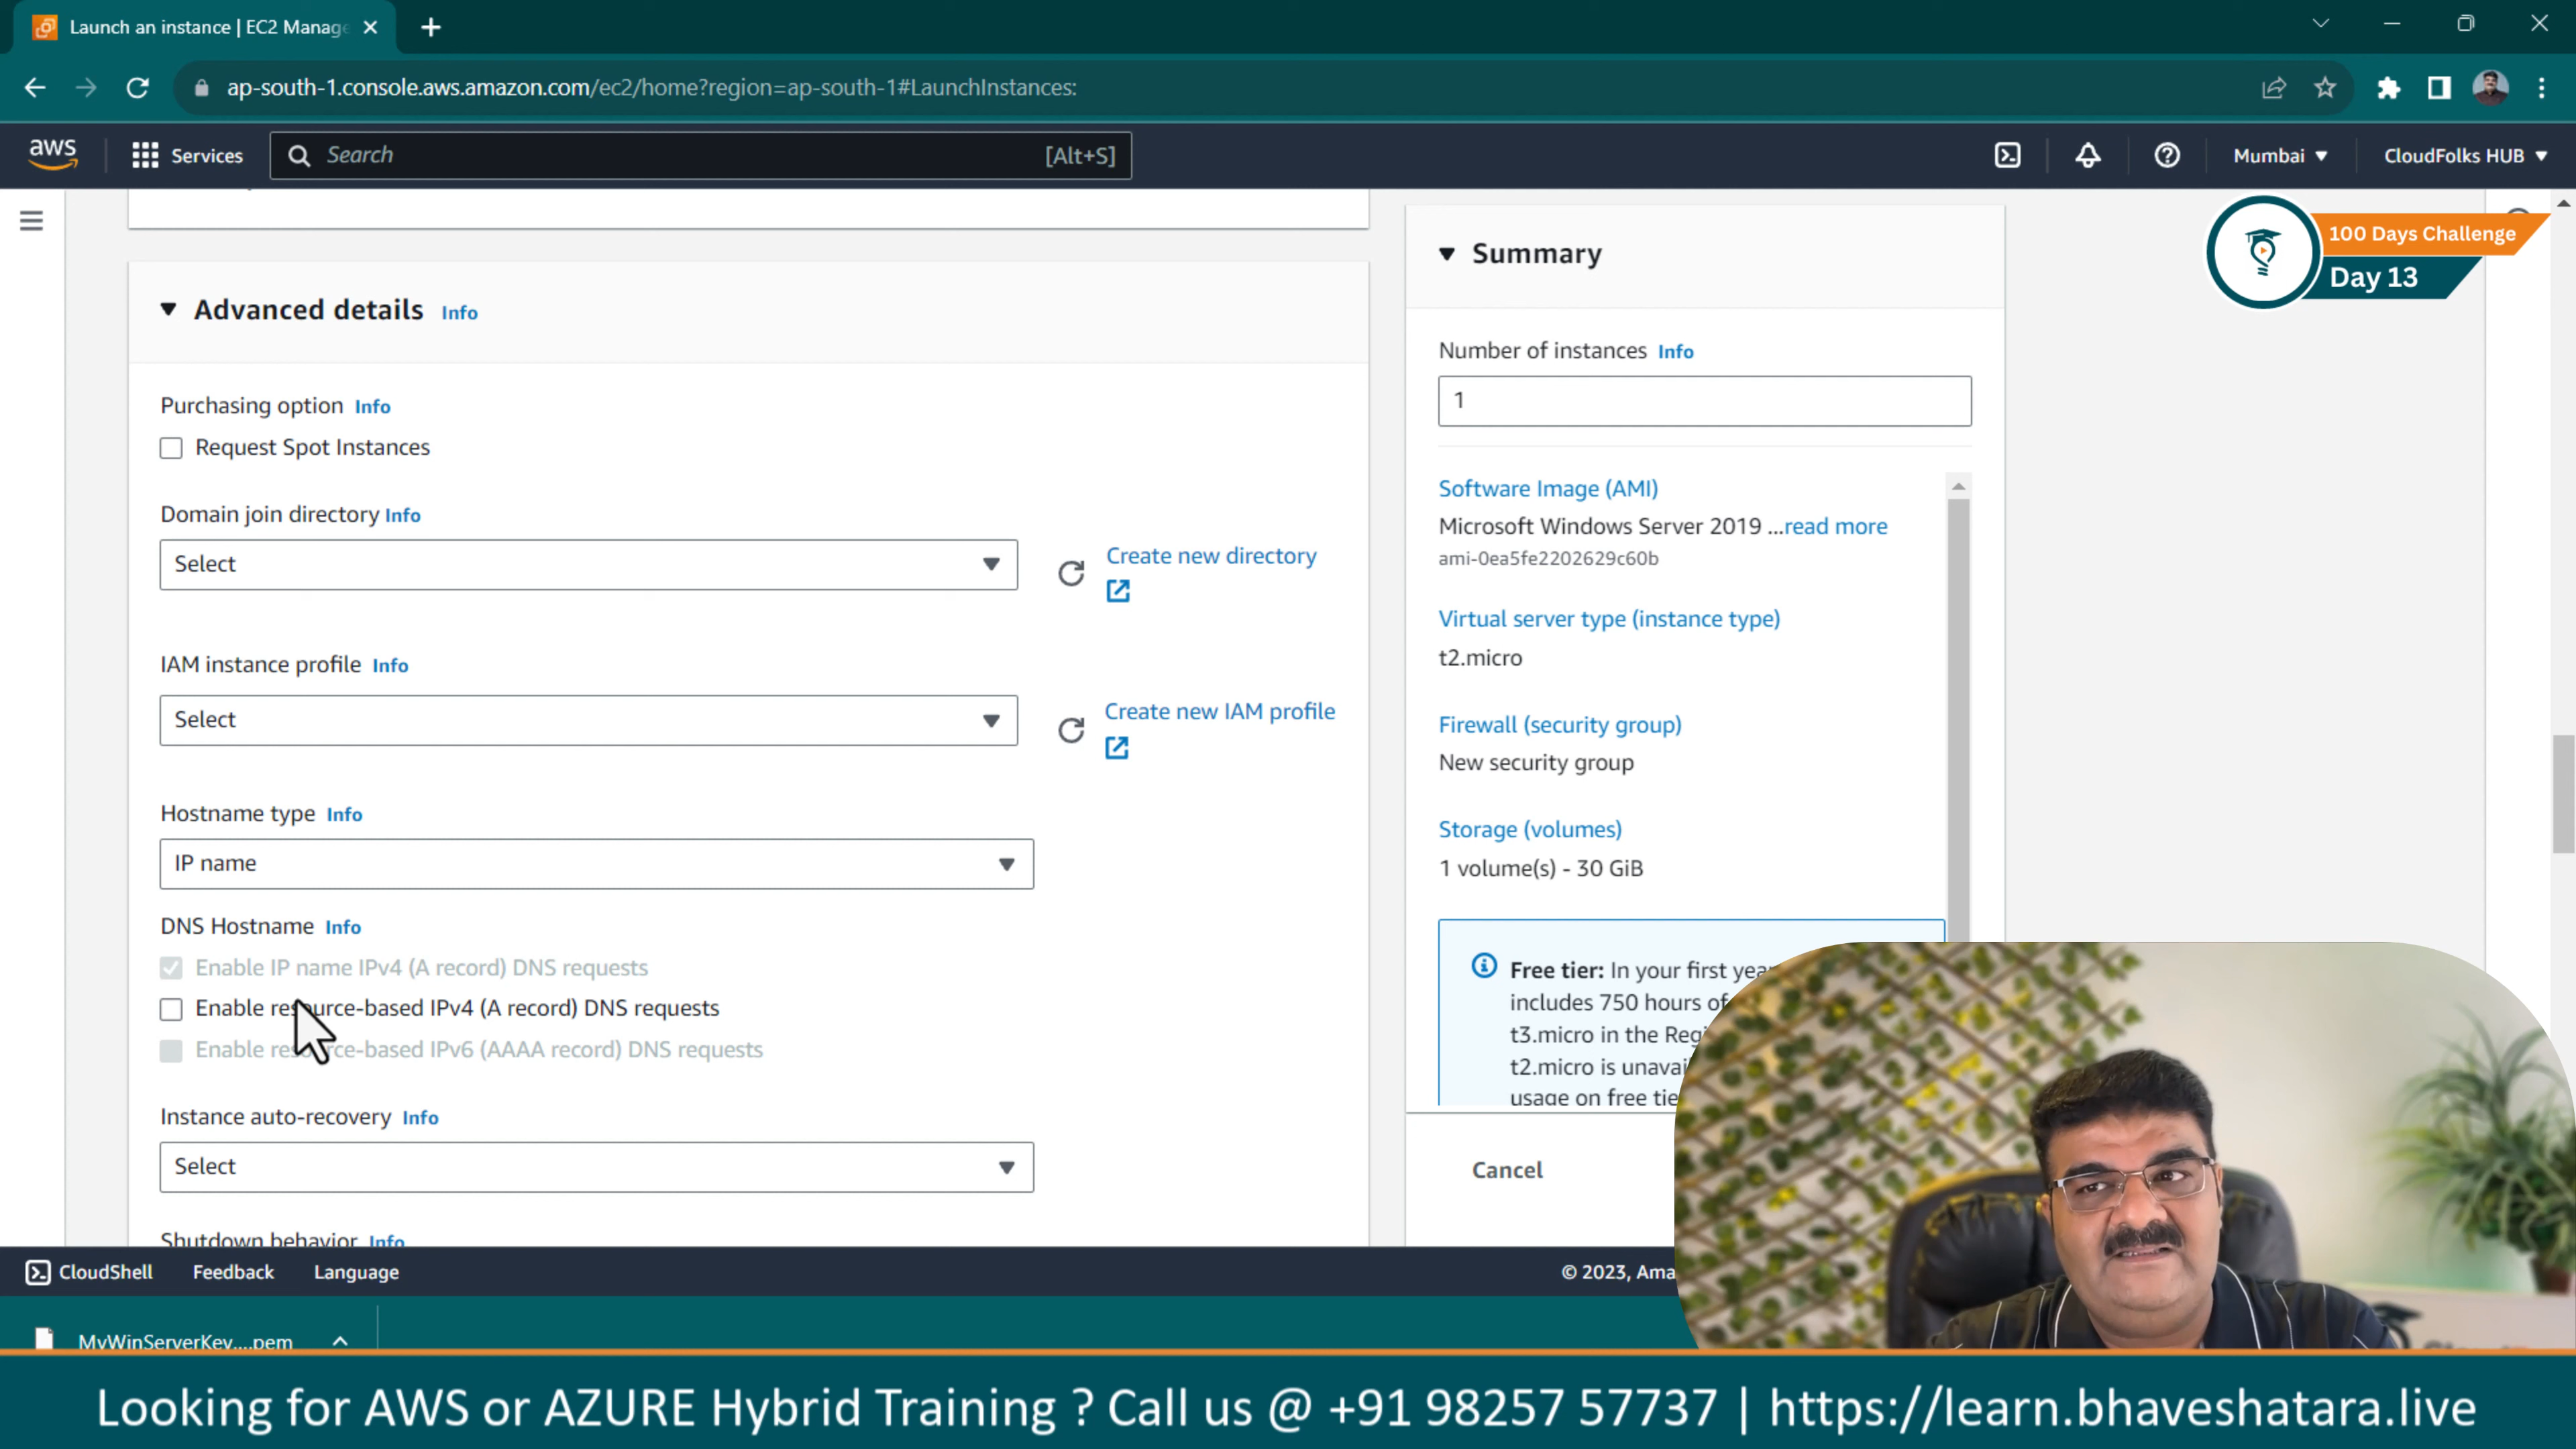 Launch an instance | EC2 Manage
ap-south-1.console.aws.amazon.com/ec2/home?region=ap-south-1#LaunchInstances:
aws
Services
Search
[Alt+S]
Mumbai
CloudFolks HUB
100 Days Challenge
Day 13
Advanced details Info
Purchasing option Info
Request Spot Instances
Domain join directory Info
Select
Create new directory
IAM instance profile Info
Select
Create new IAM profile
Hostname type Info
IP name
DNS Hostname Info
Enable IP name IPv4 (A record) DNS requests
Enable resource-based IPv4 (A record) DNS requests
Enable resource-based IPv6 (AAAA record) DNS requests
Instance auto-recovery Info
Select
Shutdown behavior Info
Summary
Number of instances Info
1
Software Image (AMI)
Microsoft Windows Server 2019 ...read more
ami-0ea5fe2202629c60b
Virtual server type (instance type)
t2.micro
Firewall (security group)
New security group
Storage (volumes)
1 volume(s) - 30 GiB
Free tier: In your first year
includes 750 hours of
t3.micro in the Reg
t2.micro is unavai
usage on free tie
Cancel
CloudShell
Feedback
Language
© 2023, Ama
MyWinServerKey....pem
Looking for AWS or AZURE Hybrid Training ? Call us @ +91 98257 57737 | https://learn.bhaveshatara.live